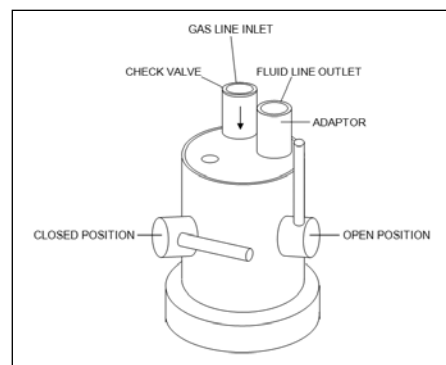 GAS LINE INLET
CHECK VALVE
FLUID LINE OUTLET
ADAPTOR
CLOSED POSITION
OPEN POSITION